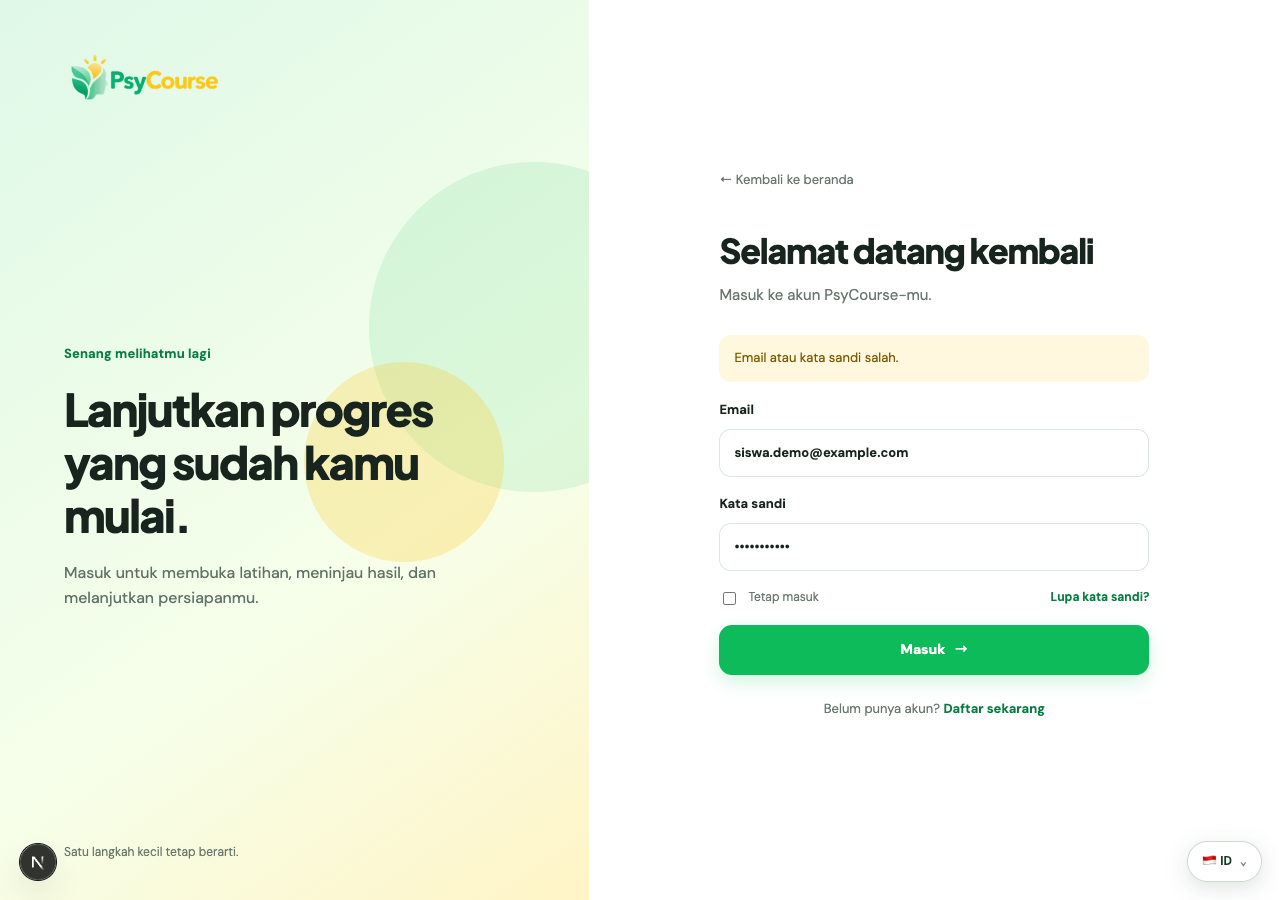 PsyCourse
Senang melihatmu lagi
Lanjutkan progres
yang sudah kamu
mulai.
Masuk untuk membuka latihan, meninjau hasil, dan
melanjutkan persiapanmu.
Satu langkah kecil tetap berarti.
N
← Kembali ke beranda
Selamat datang kembali
Masuk ke akun PsyCourse-mu.
Email atau kata sandi salah.
Email
siswa.demo@example.com
Kata sandi
•••••••••••
Tetap masuk
Lupa kata sandi?
Masuk →
Belum punya akun? Daftar sekarang
ID